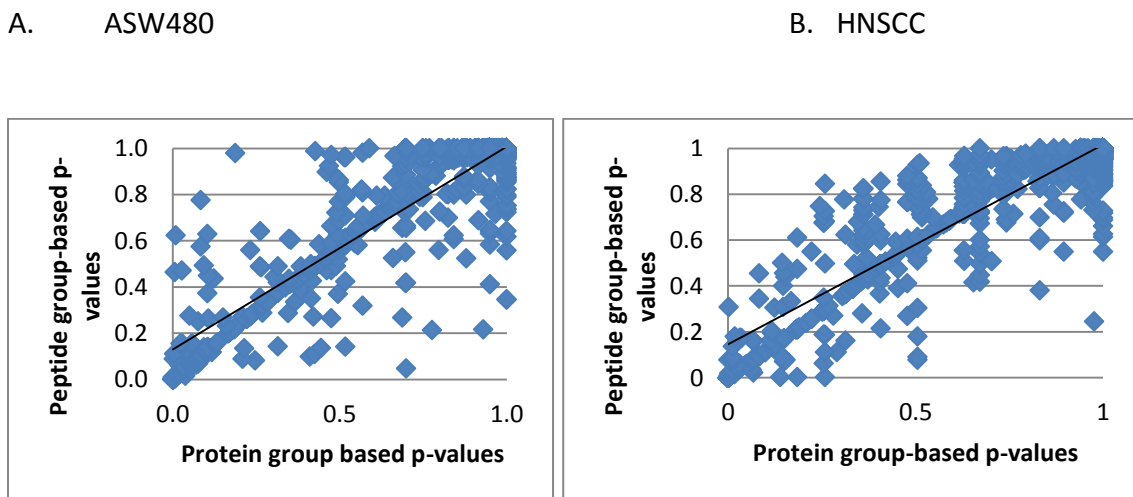 A. ASW480
B. HNSCC
Peptide group-based p-
values
1.0
0.8
0.6
0.4
0.2
0.0
0.0
0.5
1.0
Protein group based p-values
Peptide group-based p-
values
1.0
0.8
0.6
0.4
0.2
0
0
0.5
1
Protein group-based p-values